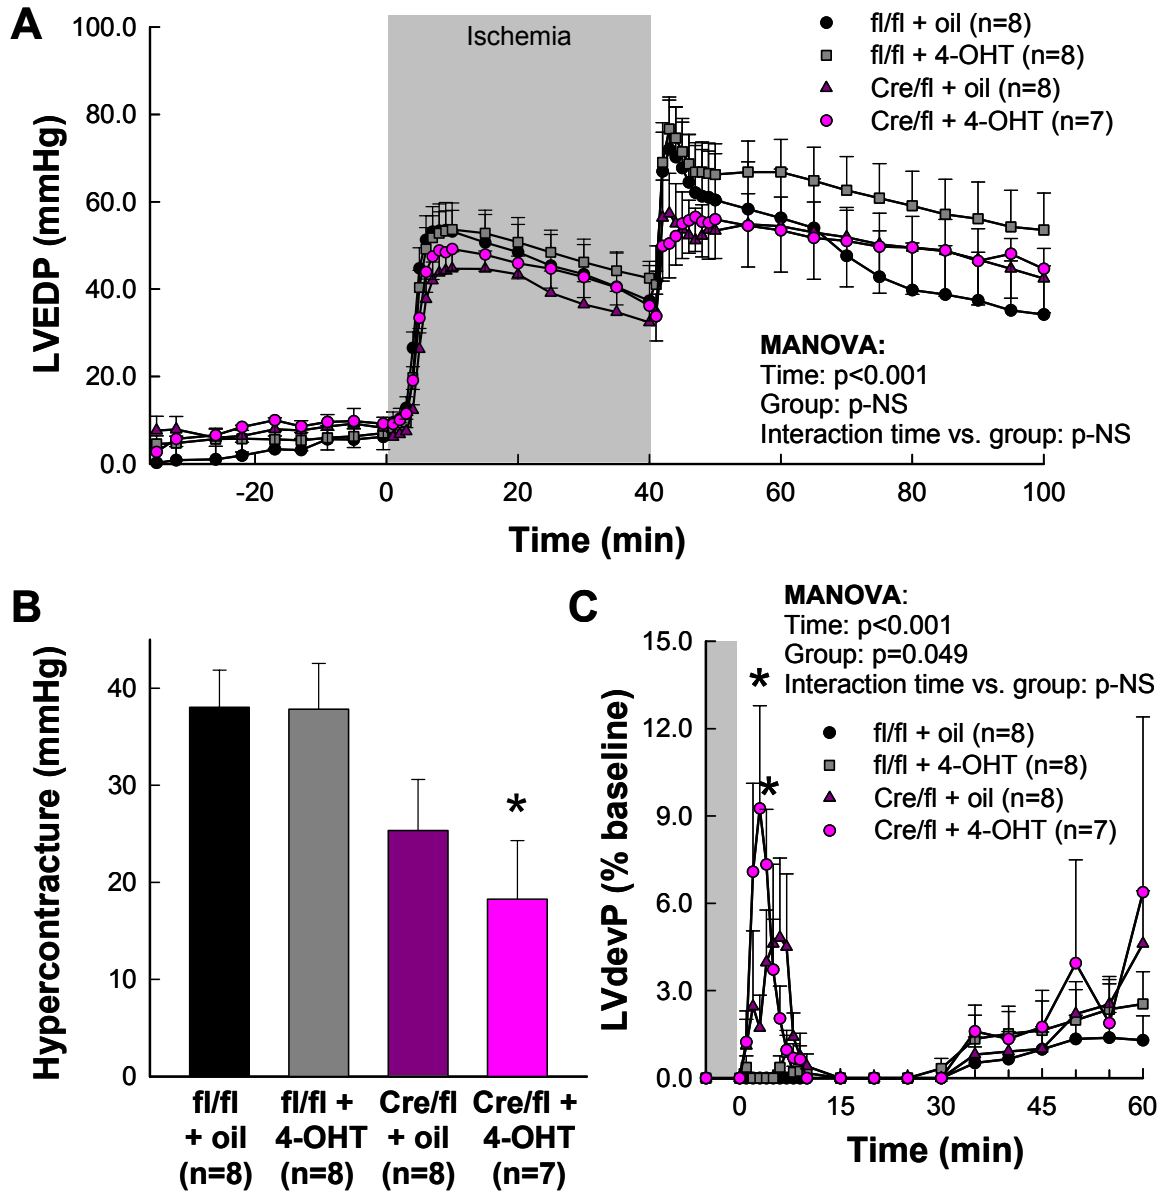 A
100.0
80.0
60.0
40.0
20.0
0.0
LVEDP (mmHg)
Ischemia
fl/fl + oil (n=8)
fl/fl + 4-OHT (n=8)
Cre/fl + oil (n=8)
Cre/fl + 4-OHT (n=7)
MANOVA:
Time: p<0.001
Group: p-NS
Interaction time vs. group: p-NS
-20 0 20 40 60 80 100
Time (min)
B
Hypercontracture (mmHg)
40
30
20
10
0
*
fl/fl + oil (n=8)
fl/fl + 4-OHT (n=8)
Cre/fl + oil (n=8)
Cre/fl + 4-OHT (n=7)
C
MANOVA:
Time: p<0.001
Group: p=0.049
Interaction time vs. group: p-NS
15.0
12.0
9.0
6.0
3.0
0.0
LVdevP (% baseline)
*
*
fl/fl + oil (n=8)
fl/fl + 4-OHT (n=8)
Cre/fl + oil (n=8)
Cre/fl + 4-OHT (n=7)
0 15 30 45 60
Time (min)